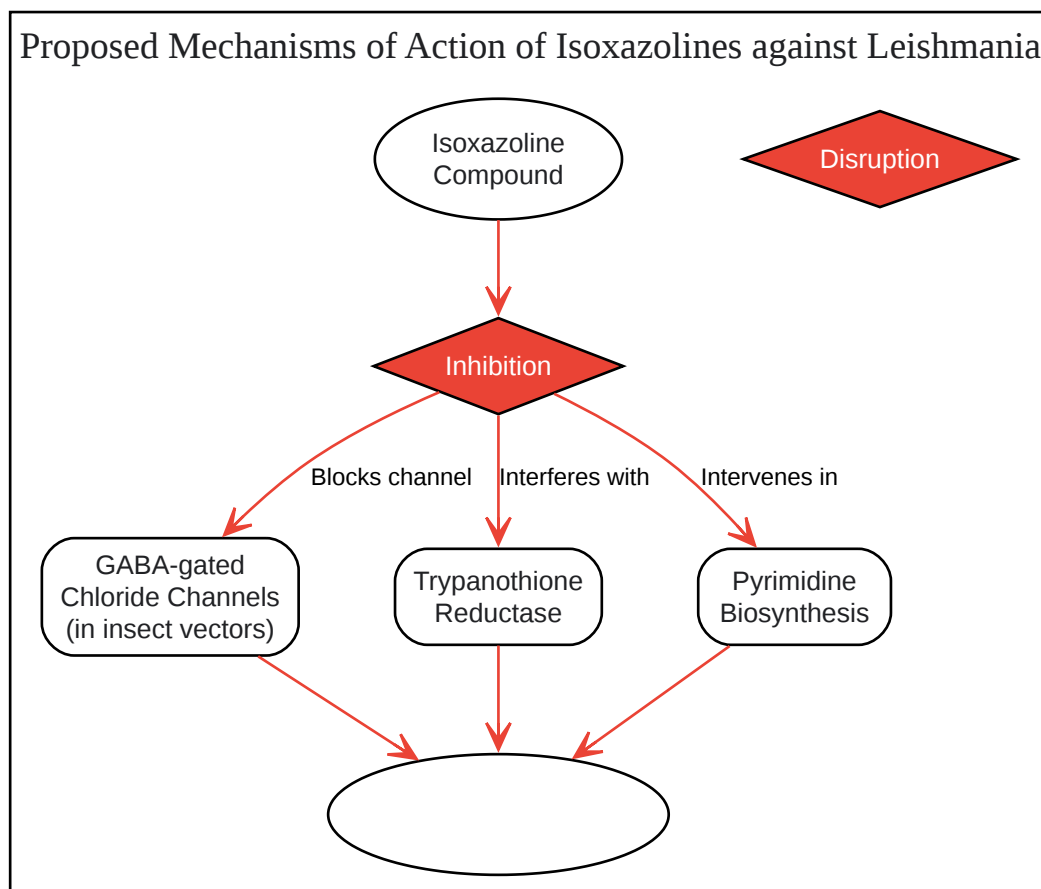 Proposed Mechanisms of Action of Isoxazolines against Leishmania
Isoxazoline
Compound
Disruption
Inhibition
Blocks channel
Interferes with
Intervenes in
GABA-gated
Chloride Channels
(in insect vectors)
Trypanothione
Reductase
Pyrimidine
Biosynthesis